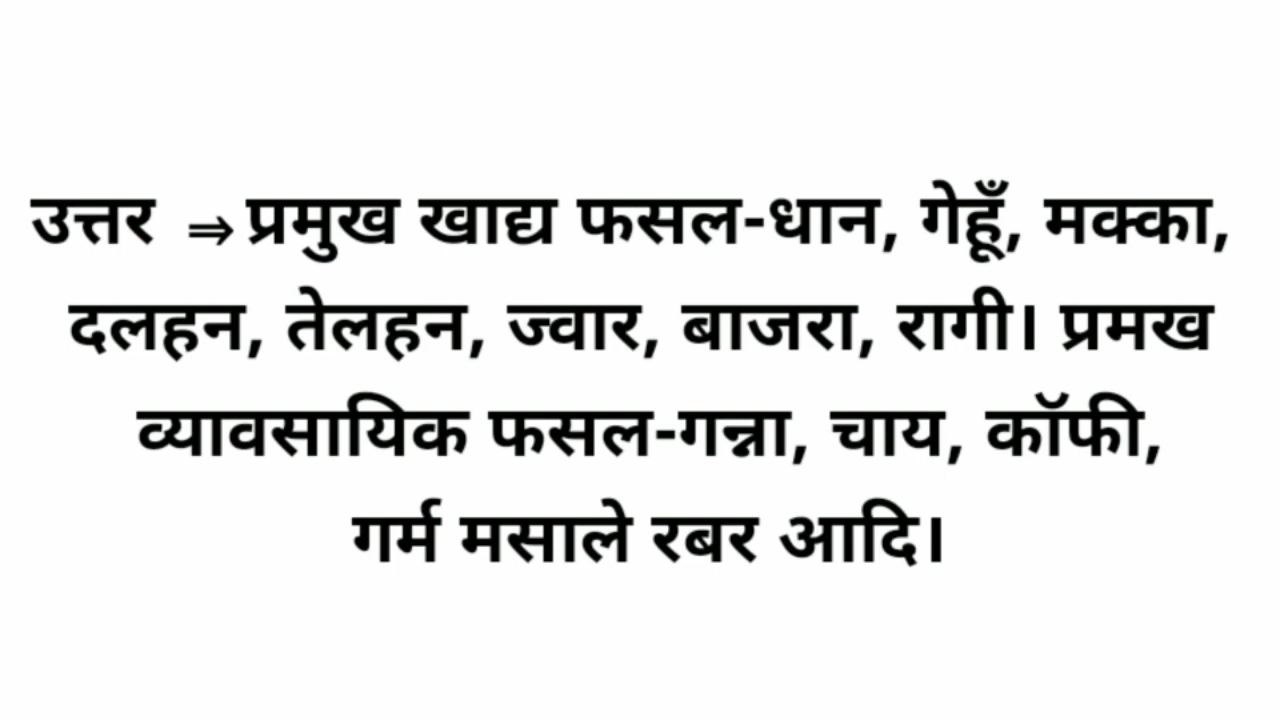 उत्तर ⇒ प्रमुख खाद्य फसल-धान, गेहूँ, मक्का,
दलहन, तेलहन, ज्वार, बाजरा, रागी। प्रमख
व्यावसायिक फसल-गन्ना, चाय, कॉफी,
गर्म मसाले रबर आदि।